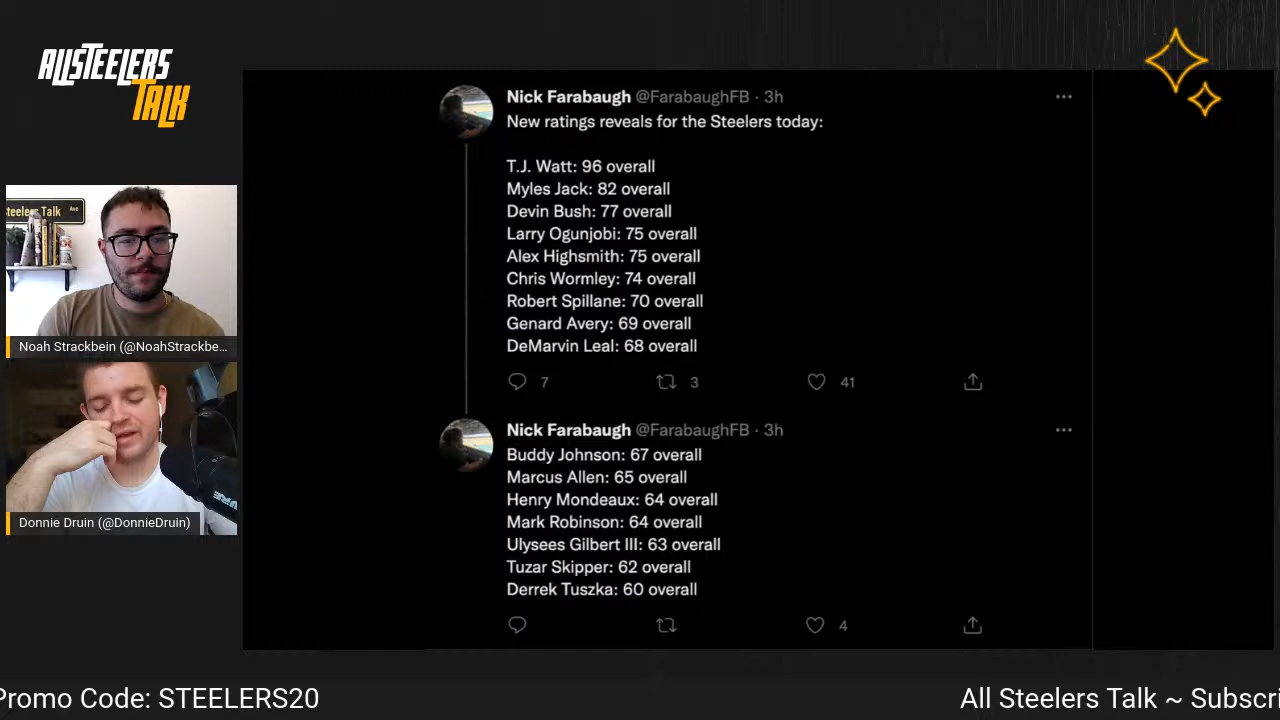 ALLSTEELERS
TALK
Nick Farabaugh @FarabaughFB · 3h
New ratings reveals for the Steelers today:
T.J. Watt: 96 overall
Myles Jack: 82 overall
Devin Bush: 77 overall
Larry Ogunjobi: 75 overall
Alex Highsmith: 75 overall
Chris Wormley: 74 overall
Robert Spillane: 70 overall
Genard Avery: 69 overall
DeMarvin Leal: 68 overall
7 3 41
Nick Farabaugh @FarabaughFB · 3h
Buddy Johnson: 67 overall
Marcus Allen: 65 overall
Henry Mondeaux: 64 overall
Mark Robinson: 64 overall
Ulysees Gilbert III: 63 overall
Tuzar Skipper: 62 overall
Derrek Tuszka: 60 overall
4
teelers Talk Ave
Noah Strackbein (@NoahStrackbe...
Donnie Druin (@DonnieDruin)
Promo Code: STEELERS20
All Steelers Talk ~ Subscri